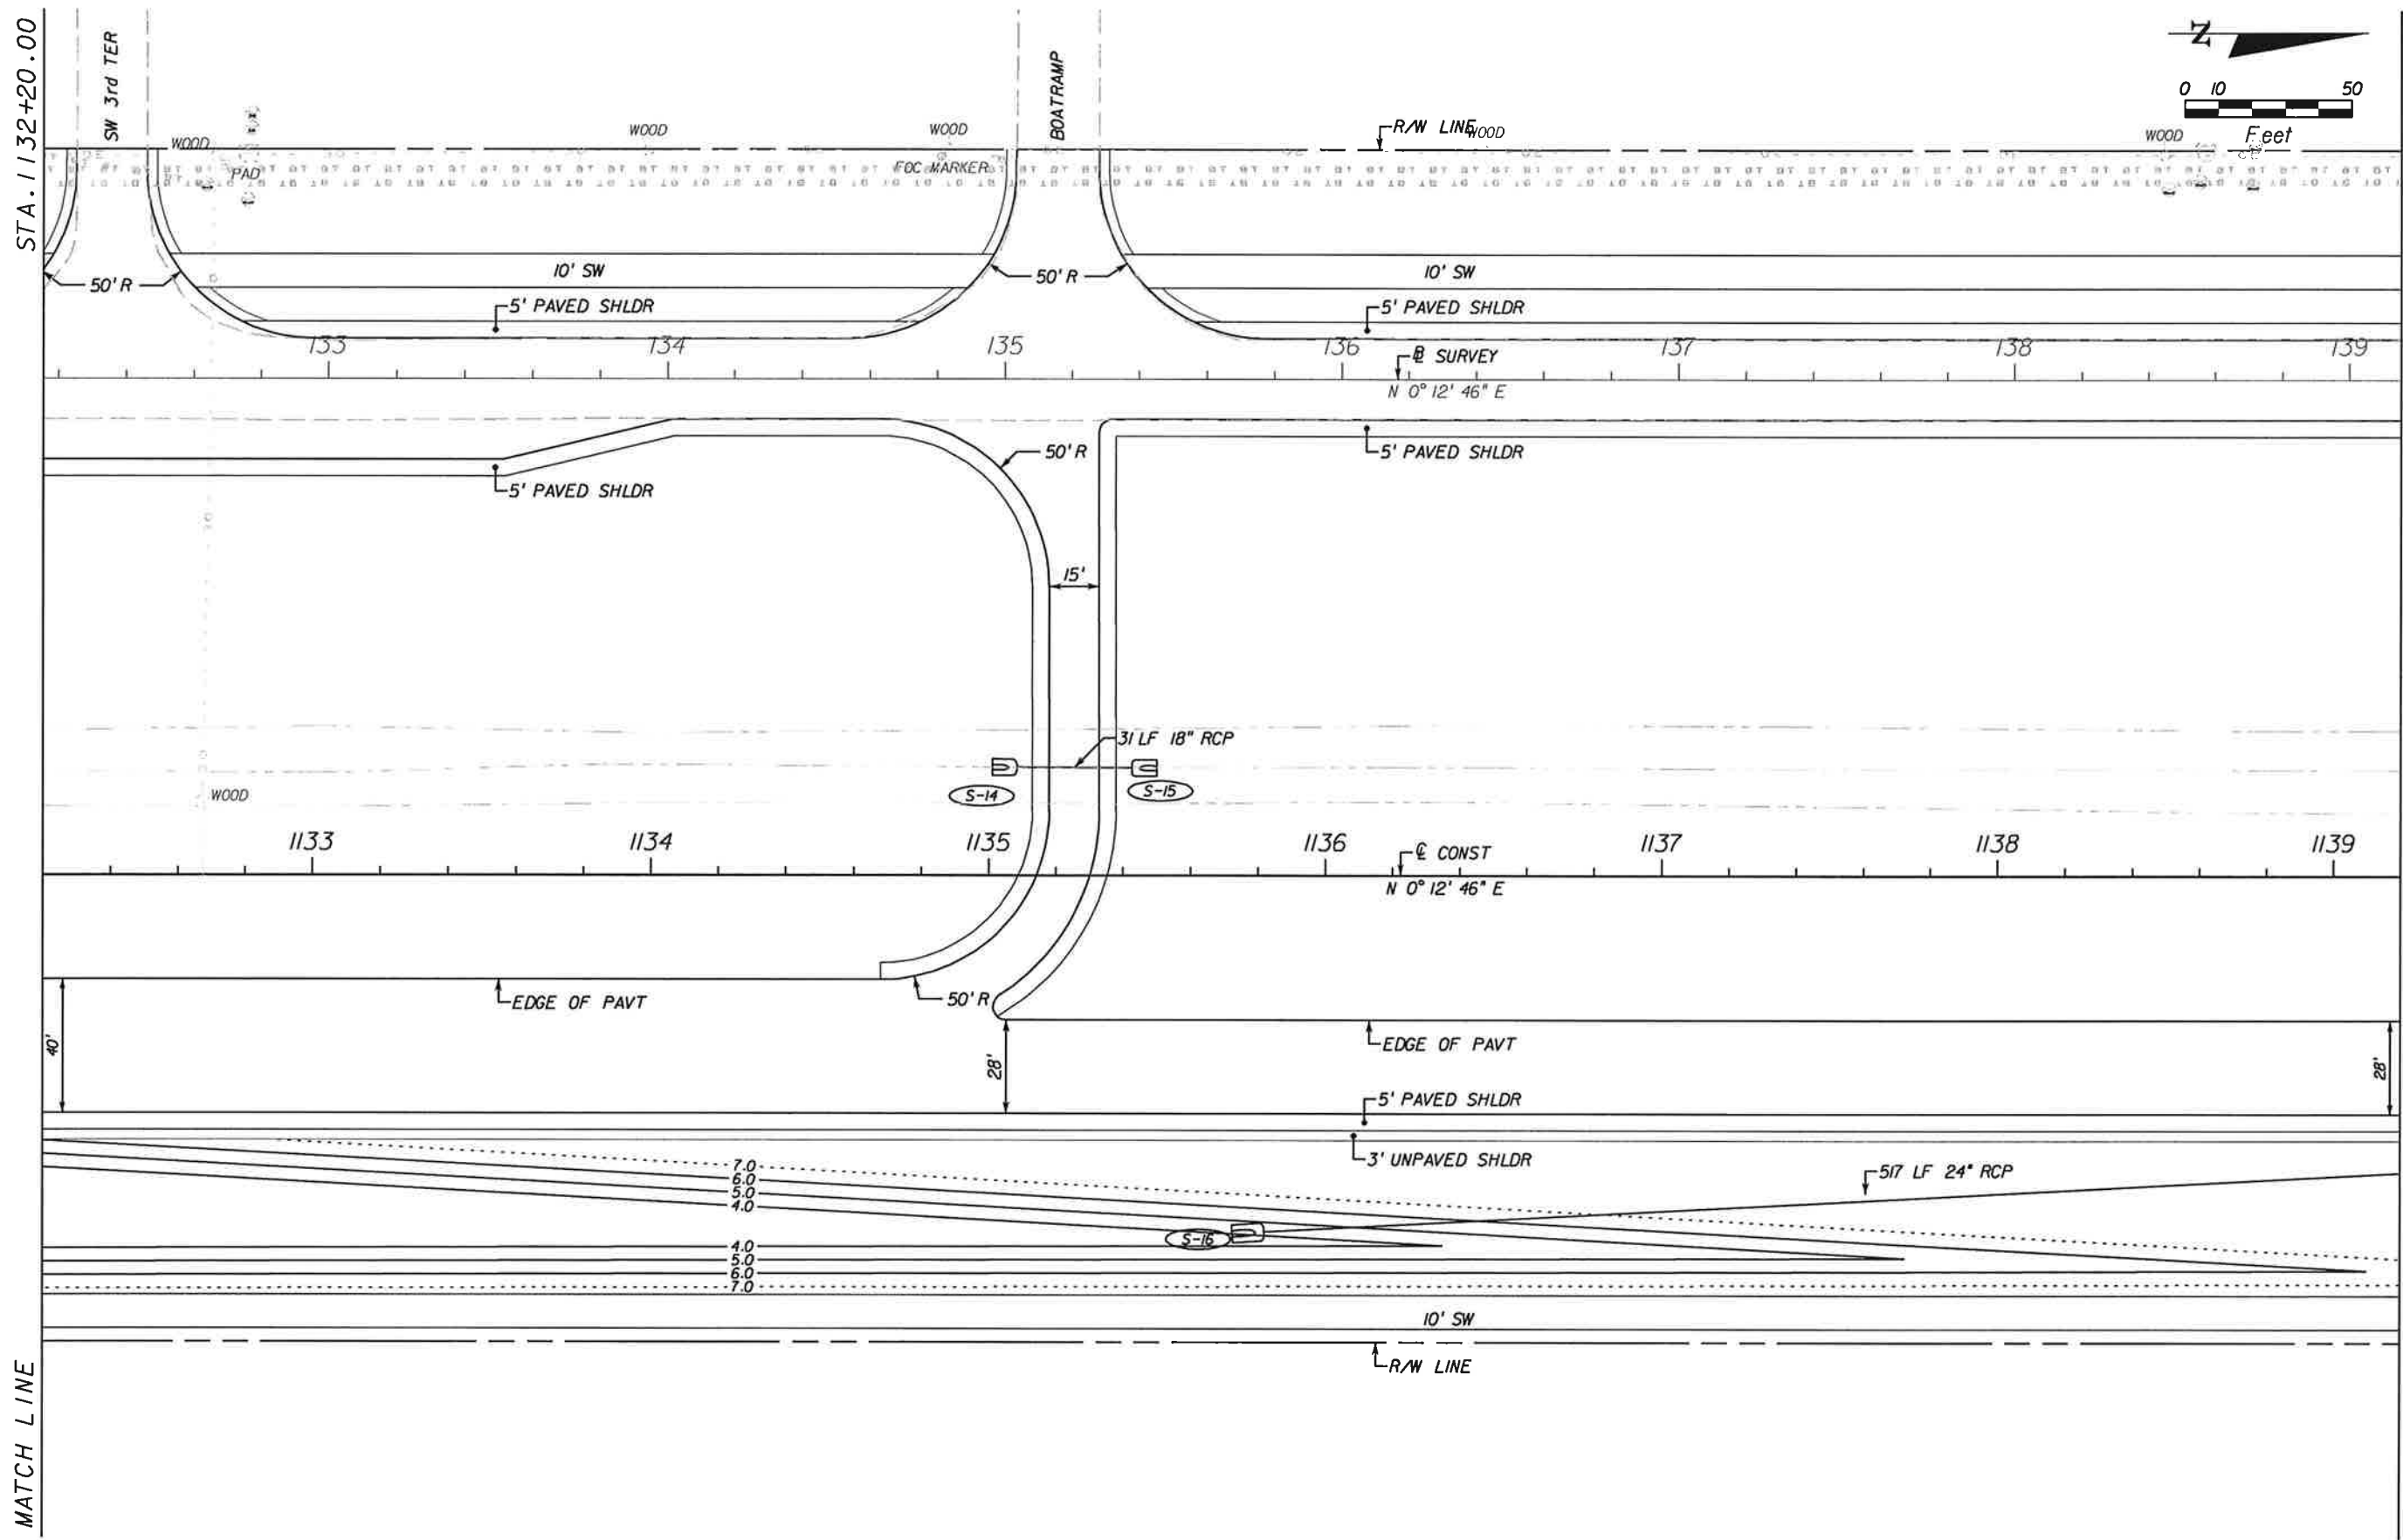 STA. 1132+20.00
MATCH LINE
SW 3rd TER
BOATRAMP
N
0 10 50
Feet
WOOD
WOOD
WOOD
R/W LINE
WOOD
WOOD
PAD
FOC MARKER
50' R
10' SW
50' R
10' SW
5' PAVED SHLDR
5' PAVED SHLDR
133 134 135 136 137 138 139
B SURVEY
N 0° 12' 46" E
50' R
5' PAVED SHLDR
5' PAVED SHLDR
15'
31 LF 18" RCP
S-14
S-15
WOOD
1133 1134 1135 1136 1137 1138 1139
℄ CONST
N 0° 12' 46" E
EDGE OF PAVT
50' R
40'
28'
EDGE OF PAVT
28'
5' PAVED SHLDR
3' UNPAVED SHLDR
7.0
6.0
5.0
4.0
517 LF 24" RCP
S-16
4.0
5.0
6.0
7.0
10' SW
R/W LINE